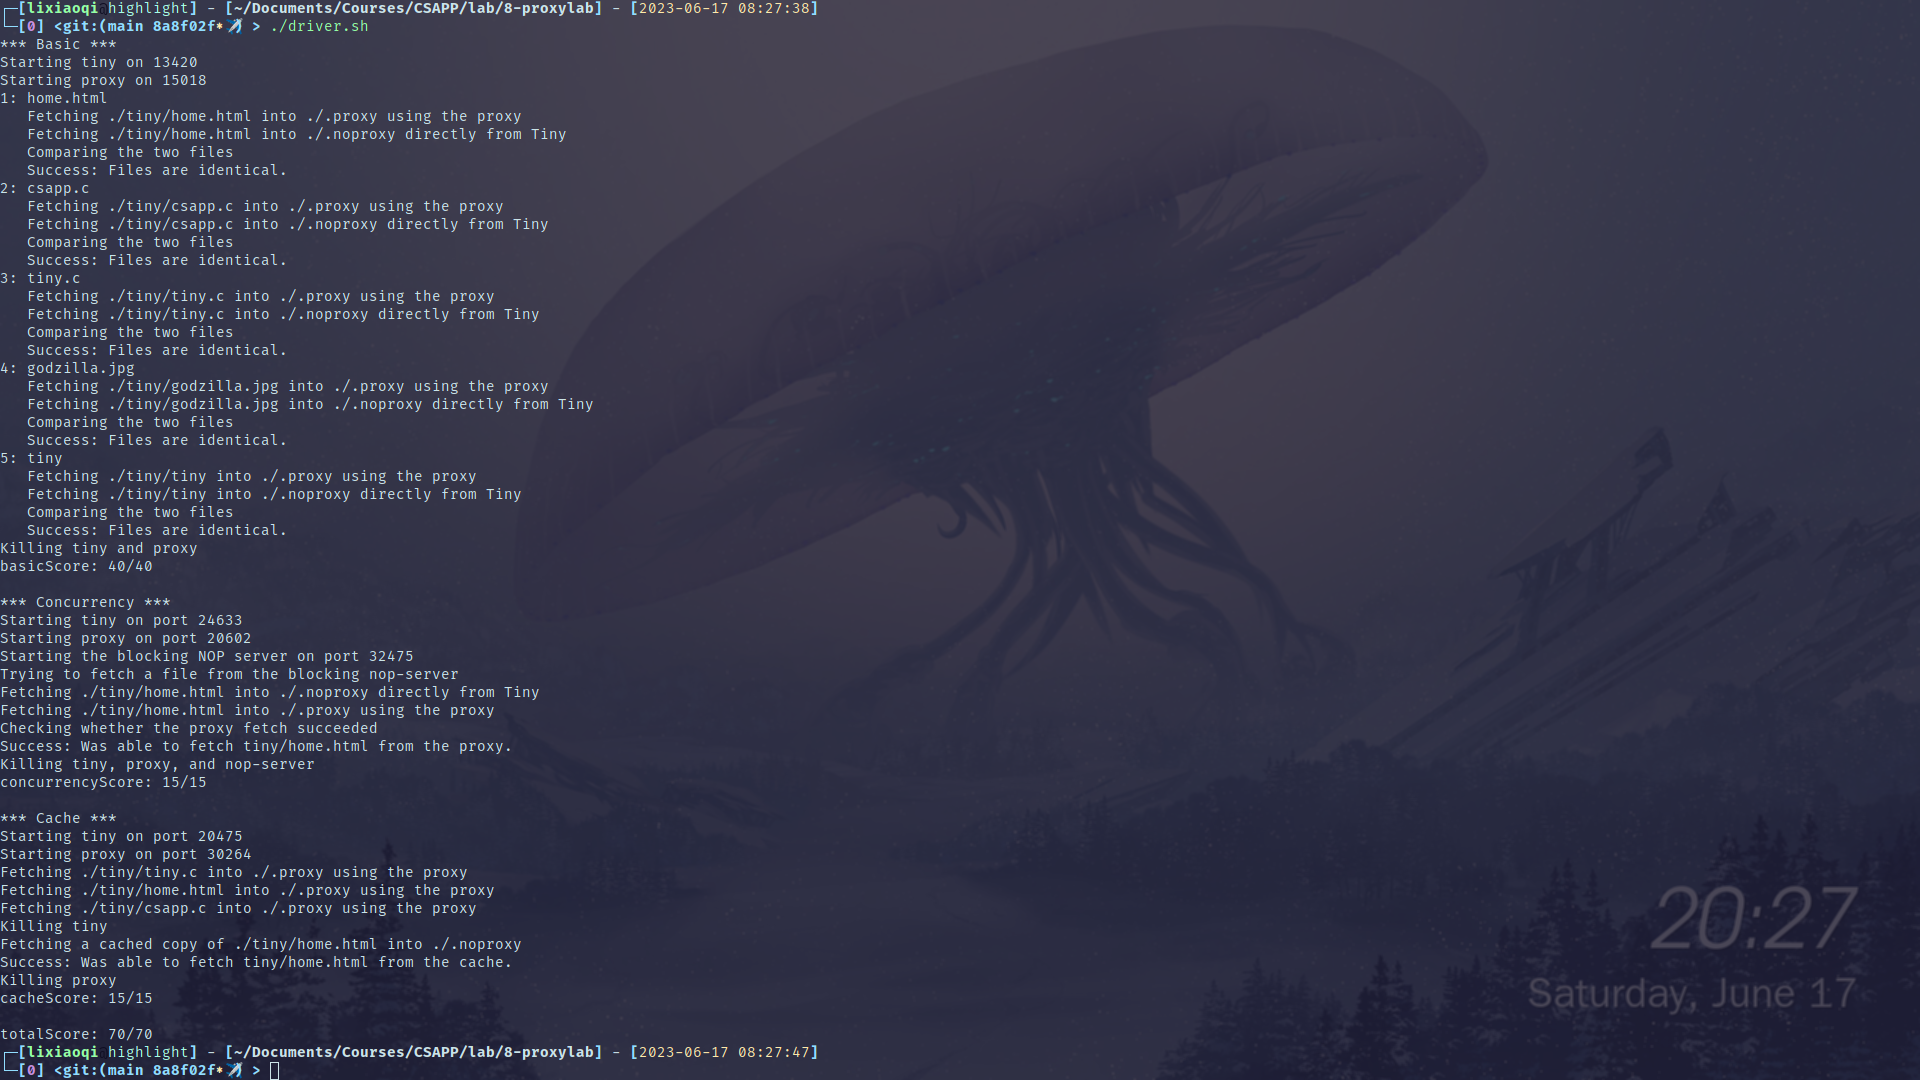 [lixiaoqi@highlight] - [~/Documents/Courses/CSAPP/lab/8-proxylab] - [2023-06-17 08:27:38]
[0] <git:(main 8a8f02f*✈) > ./driver.sh
*** Basic ***
Starting tiny on 13420
Starting proxy on 15018
1: home.html
   Fetching ./tiny/home.html into ./.proxy using the proxy
   Fetching ./tiny/home.html into ./.noproxy directly from Tiny
   Comparing the two files
   Success: Files are identical.
2: csapp.c
   Fetching ./tiny/csapp.c into ./.proxy using the proxy
   Fetching ./tiny/csapp.c into ./.noproxy directly from Tiny
   Comparing the two files
   Success: Files are identical.
3: tiny.c
   Fetching ./tiny/tiny.c into ./.proxy using the proxy
   Fetching ./tiny/tiny.c into ./.noproxy directly from Tiny
   Comparing the two files
   Success: Files are identical.
4: godzilla.jpg
   Fetching ./tiny/godzilla.jpg into ./.proxy using the proxy
   Fetching ./tiny/godzilla.jpg into ./.noproxy directly from Tiny
   Comparing the two files
   Success: Files are identical.
5: tiny
   Fetching ./tiny/tiny into ./.proxy using the proxy
   Fetching ./tiny/tiny into ./.noproxy directly from Tiny
   Comparing the two files
   Success: Files are identical.
Killing tiny and proxy
basicScore: 40/40

*** Concurrency ***
Starting tiny on port 24633
Starting proxy on port 20602
Starting the blocking NOP server on port 32475
Trying to fetch a file from the blocking nop-server
Fetching ./tiny/home.html into ./.noproxy directly from Tiny
Fetching ./tiny/home.html into ./.proxy using the proxy
Checking whether the proxy fetch succeeded
Success: Was able to fetch tiny/home.html from the proxy.
Killing tiny, proxy, and nop-server
concurrencyScore: 15/15

*** Cache ***
Starting tiny on port 20475
Starting proxy on port 30264
Fetching ./tiny/tiny.c into ./.proxy using the proxy
Fetching ./tiny/home.html into ./.proxy using the proxy
Fetching ./tiny/csapp.c into ./.proxy using the proxy
Killing tiny
Fetching a cached copy of ./tiny/home.html into ./.noproxy
Success: Was able to fetch tiny/home.html from the cache.
Killing proxy
cacheScore: 15/15

totalScore: 70/70
[lixiaoqi@highlight] - [~/Documents/Courses/CSAPP/lab/8-proxylab] - [2023-06-17 08:27:47]
[0] <git:(main 8a8f02f*✈) >
20:27
Saturday, June 17